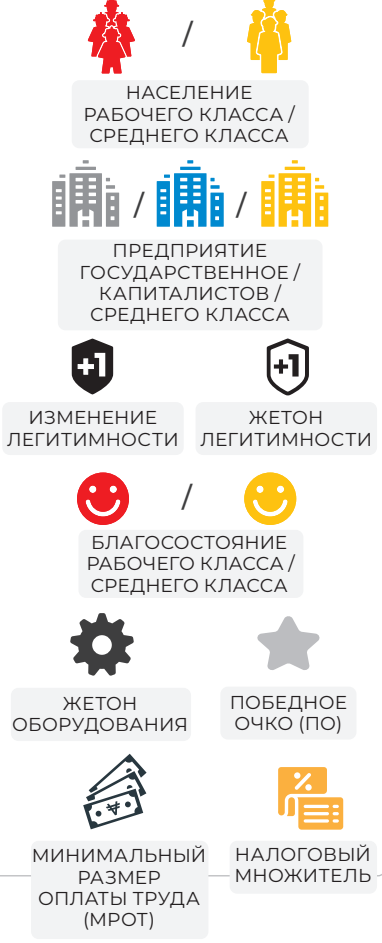 /
НАСЕЛЕНИЕ
РАБОЧЕГО КЛАССА /
СРЕДНЕГО КЛАССА
/ /
ПРЕДПРИЯТИЕ
ГОСУДАРСТВЕННОЕ /
КАПИТАЛИСТОВ /
СРЕДНЕГО КЛАССА
+1 +1
ИЗМЕНЕНИЕ
ЛЕГИТИМНОСТИ
ЖЕТОН
ЛЕГИТИМНОСТИ
/
БЛАГОСОСТОЯНИЕ
РАБОЧЕГО КЛАССА /
СРЕДНЕГО КЛАССА
ЖЕТОН
ОБОРУДОВАНИЯ
ПОБЕДНОЕ
ОЧКО (ПО)
%
МИНИМАЛЬНЫЙ
РАЗМЕР
ОПЛАТЫ ТРУДА
(МРОТ)
НАЛОГОВЫЙ
МНОЖИТЕЛЬ